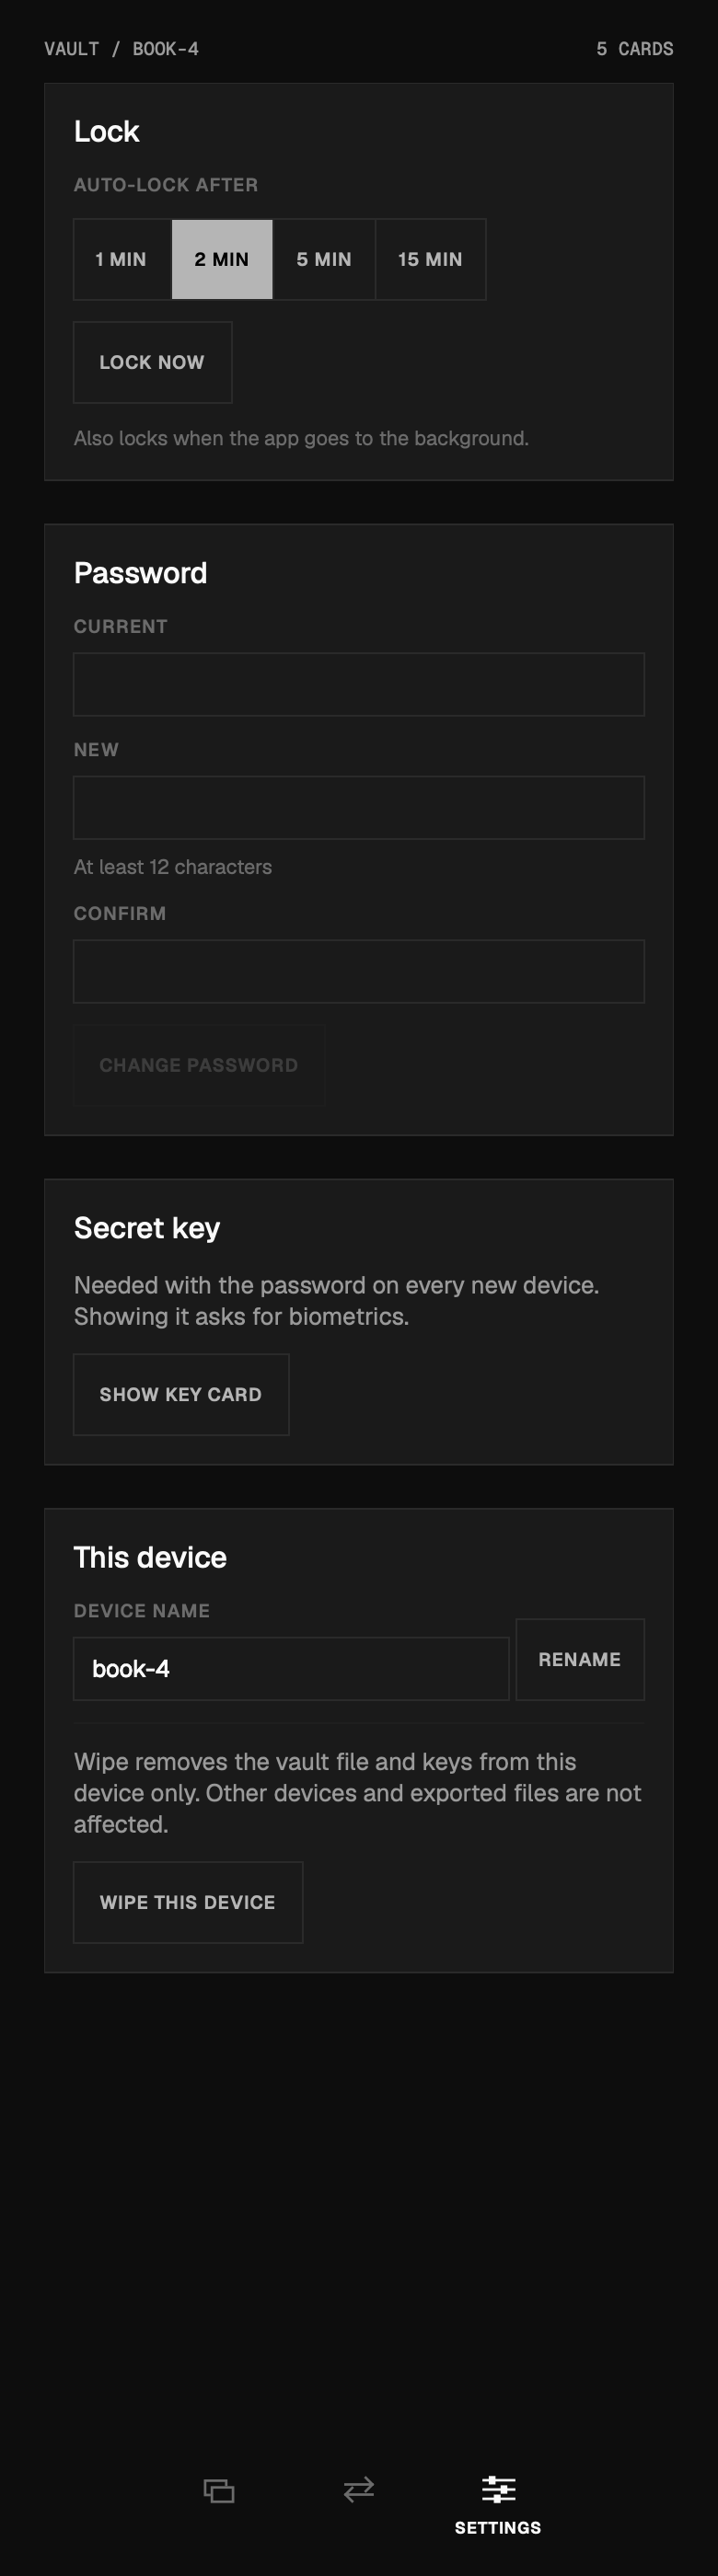 VAULT / BOOK-4
5 CARDS
Lock
AUTO-LOCK AFTER
1 MIN
2 MIN
5 MIN
15 MIN
LOCK NOW
Also locks when the app goes to the background.
Password
CURRENT
NEW
At least 12 characters
CONFIRM
CHANGE PASSWORD
Secret key
Needed with the password on every new device.
Showing it asks for biometrics.
SHOW KEY CARD
This device
DEVICE NAME
book-4
RENAME
Wipe removes the vault file and keys from this
device only. Other devices and exported files are not
affected.
WIPE THIS DEVICE
SETTINGS